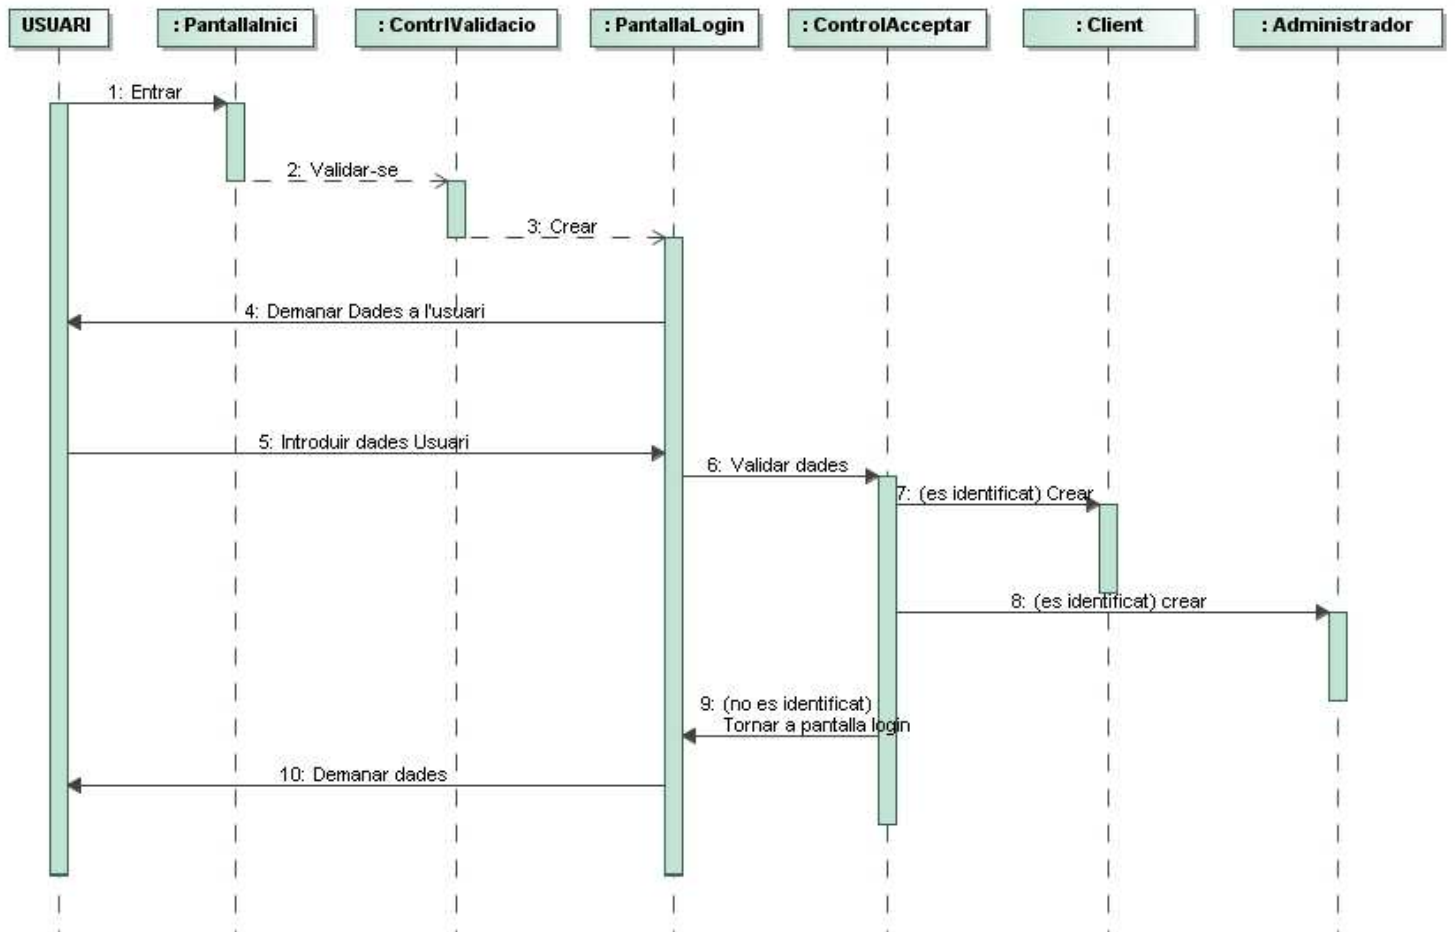 USUARI
: PantallaInici
: ContrlValidacio
: PantallaLogin
: ControlAcceptar
: Client
: Administrador
1: Entrar
2: Validar-se
3: Crear
4: Demanar Dades a l'usuari
5: Introduir dades Usuari
6: Validar dades
7: (es identificat) Crear
8: (es identificat) crear
9: (no es identificat)
Tornar a pantalla login
10: Demanar dades